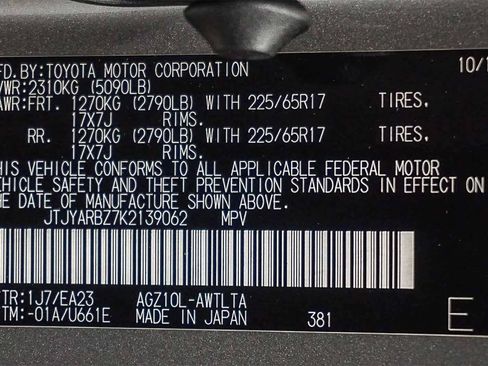 FD.BY:TOYOTA MOTOR CORPORATION 10/1
VWR:2310KG (5090LB)
AWR:FRT. 1270KG (2790LB) WITH 225/65R17 TIRES.
17X7J RIMS.
RR. 1270KG (2790LB) WITH 225/65R17 TIRES.
17X7J RIMS.
HIS VEHICLE CONFORMS TO ALL APPLICABLE FEDERAL MOTOR
EHICLE SAFETY AND THEFT PREVENTION STANDARDS IN EFFECT ON
HE DATE OF MANUFACTURE SHOWN ABOVE.
JTJYARBZ7K2139062 MPV
TR:1J7/EA23 AGZ10L-AWTLTA
TM:-01A/U661E MADE IN JAPAN 381 E